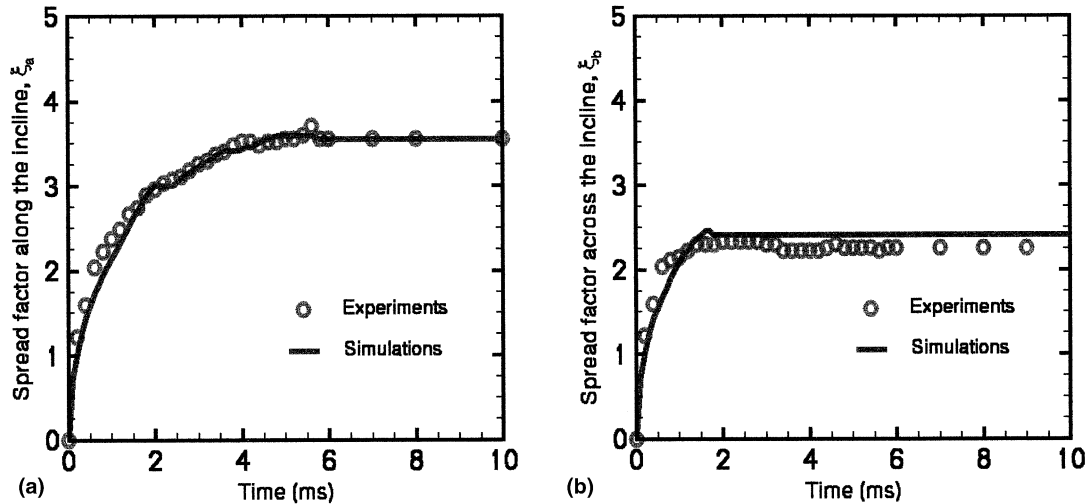 5
4
3
2
1
0
Spread factor along the incline, ξa
Experiments
Simulations
0 2 4 6 8 10
Time (ms)
(a)
5
4
3
2
1
0
Spread factor across the incline, ξb
Experiments
Simulations
0 2 4 6 8 10
Time (ms)
(b)